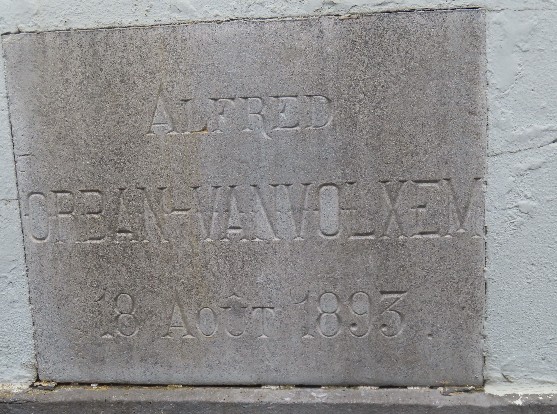 ALFRED
ORBAN-VANVOLXEM
18 AOÛT 1893.